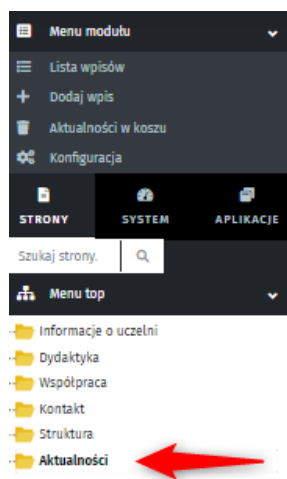 Menu modułu
Lista wpisów
Dodaj wpis
Aktualności w koszu
Konfiguracja
STRONY SYSTEM APLIKACJE
Szukaj strony.
Menu top
Informacje o uczelni
Dydaktyka
Współpraca
Kontakt
Struktura
Aktualności